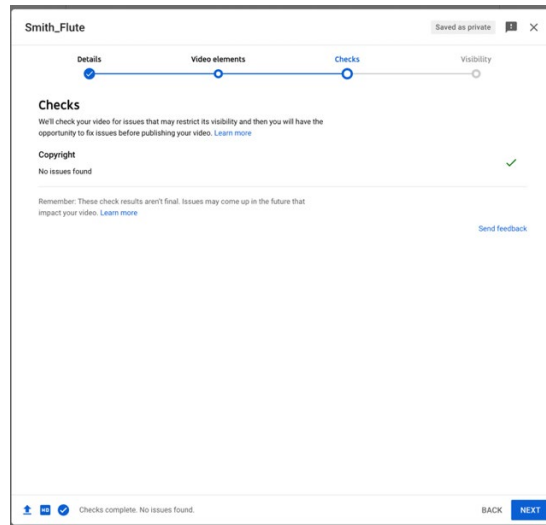 Smith_Flute
Saved as private
Details
Video elements
Checks
Visibility
Checks
We'll check your video for issues that may restrict its visibility and then you will have the
opportunity to fix issues before publishing your video. Learn more
Copyright
No issues found
Remember: These check results aren't final. Issues may come up in the future that
impact your video. Learn more
Send feedback
HD
Checks complete. No issues found.
BACK
NEXT